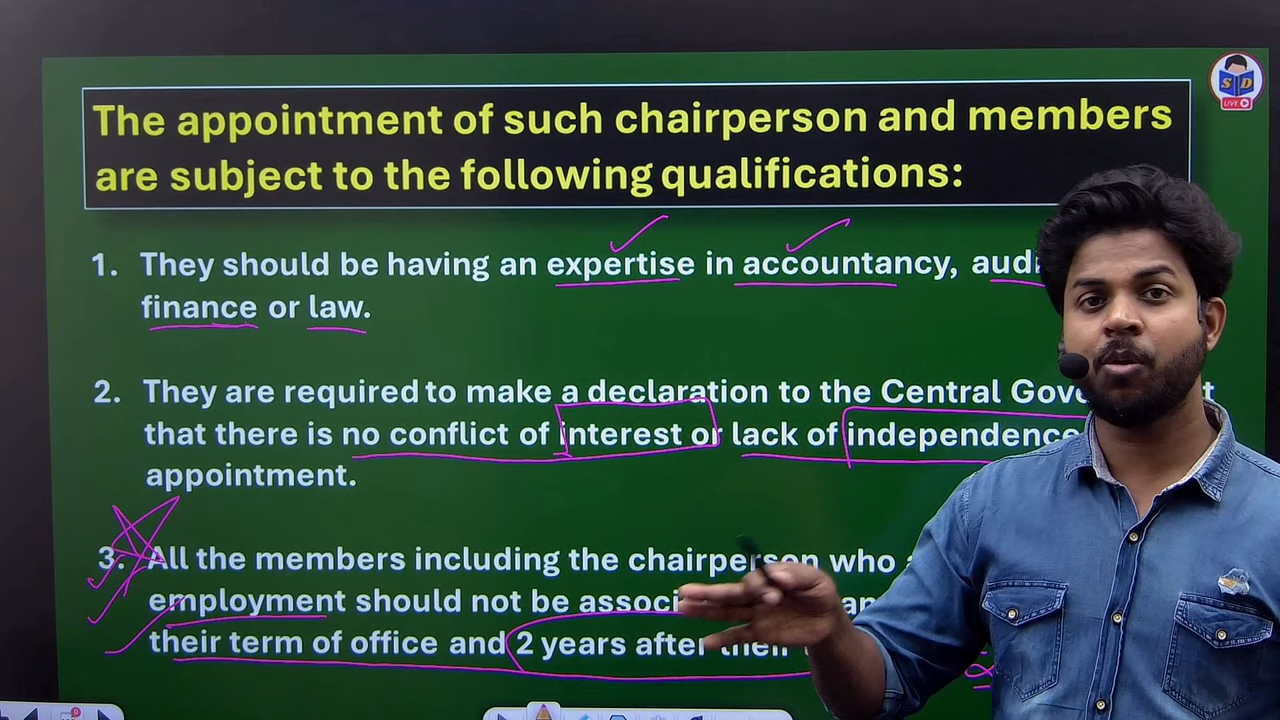 The appointment of such chairperson and members
are subject to the following qualifications:
S D
LIVE
1. They should be having an expertise in accountancy,
finance or law.
2. They are required to make a declaration to the Central
that there is no conflict of interest or lack of independence
appointment.
3. All the members including the chairperson who
employment should not be
their term of office and 2 years after their